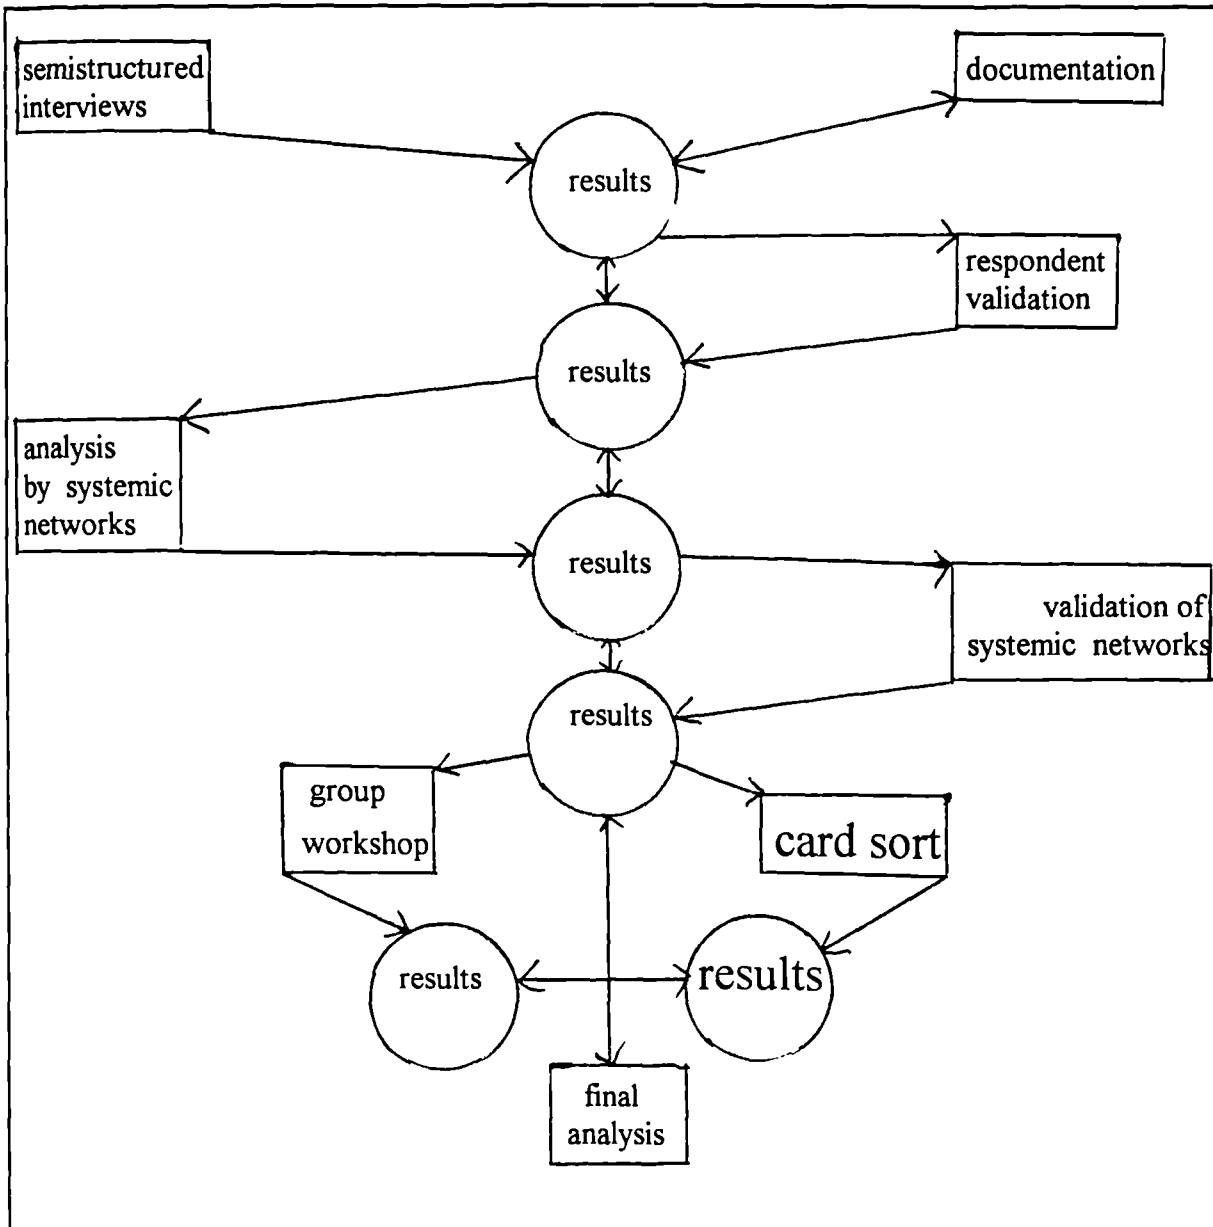 semistructured
interviews
documentation
results
respondent
validation
results
analysis
by systemic
networks
results
validation of
systemic networks
results
group
workshop
card sort
results
results
final
analysis